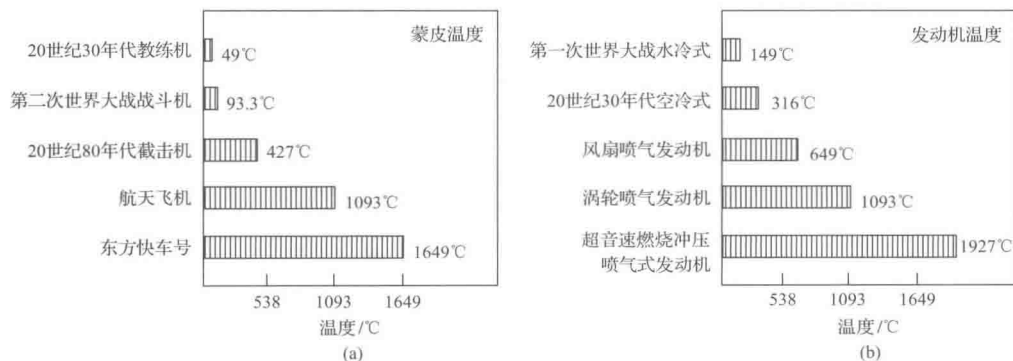 蒙皮温度
20世纪30年代教练机
49℃
第二次世界大战战斗机
93.3℃
20世纪80年代截击机
427℃
航天飞机
1093℃
东方快车号
1649℃
538
1093
1649
温度/℃
(a)
发动机温度
第一次世界大战水冷式
149℃
20世纪30年代空冷式
316℃
风扇喷气发动机
649℃
涡轮喷气发动机
1093℃
超音速燃烧冲压
喷气式发动机
1927℃
538
1093
1649
温度/℃
(b)